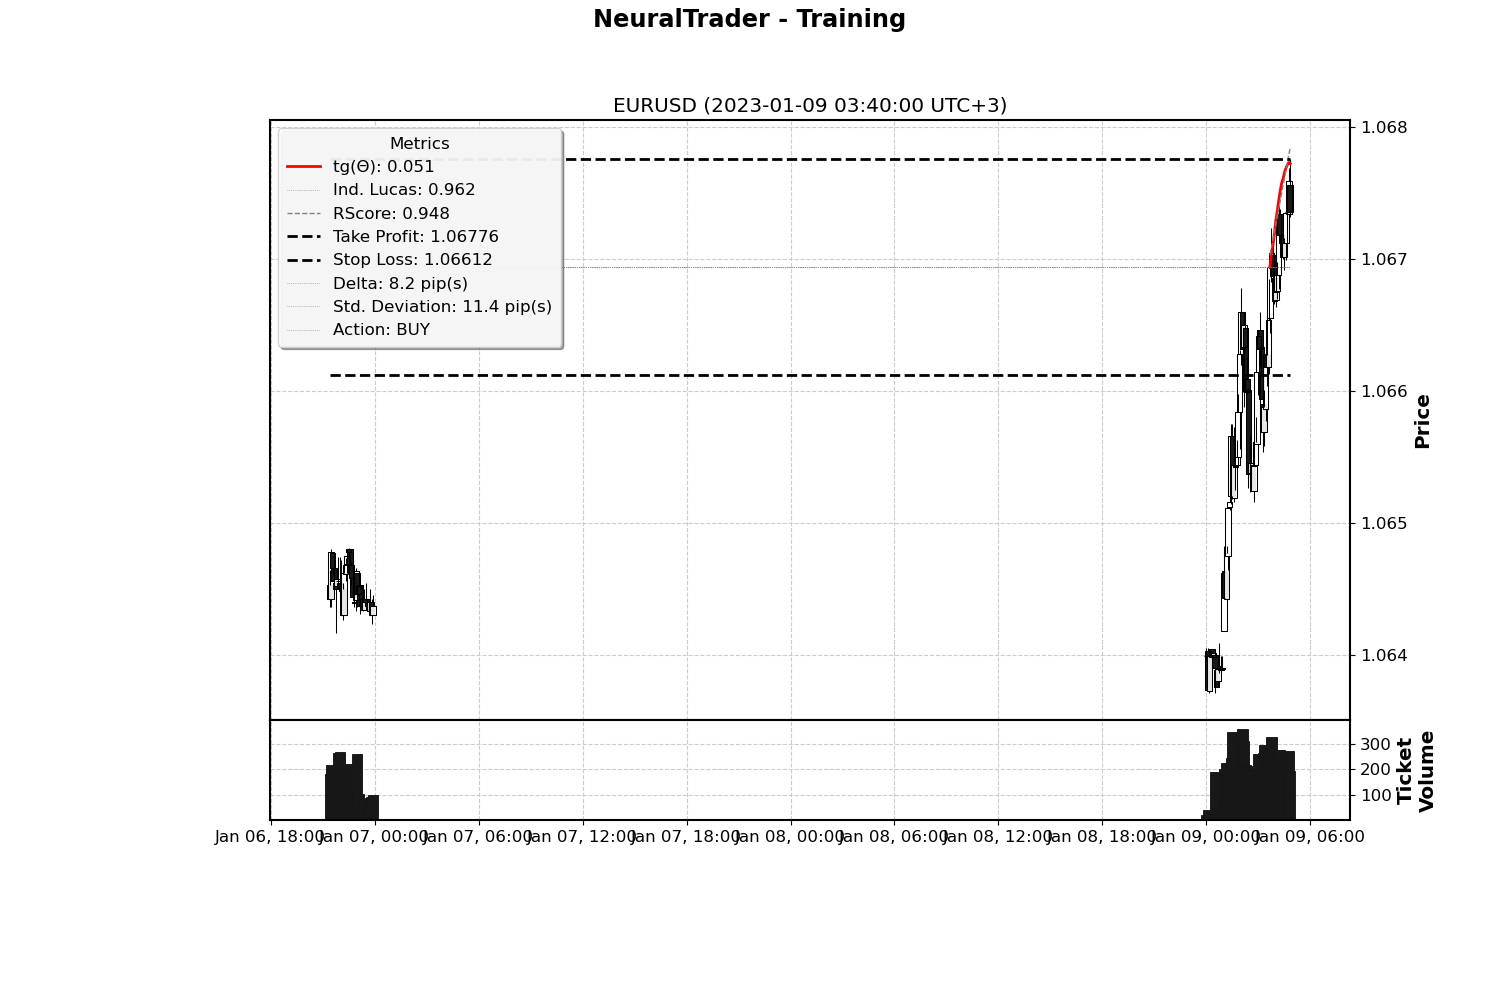 NeuralTrader - Training
EURUSD (2023-01-09 03:40:00 UTC+3)
Metrics
tg(Θ): 0.051
Ind. Lucas: 0.962
RScore: 0.948
Take Profit: 1.06776
Stop Loss: 1.06612
Delta: 8.2 pip(s)
Std. Deviation: 11.4 pip(s)
Action: BUY
1.068
1.067
1.066
1.065
1.064
Price
300
200
100
Ticket
Volume
Jan 06, 18:00 Jan 07, 00:00 Jan 07, 06:00 Jan 07, 12:00 Jan 07, 18:00 Jan 08, 00:00 Jan 08, 06:00 Jan 08, 12:00 Jan 08, 18:00 Jan 09, 00:00 Jan 09, 06:00